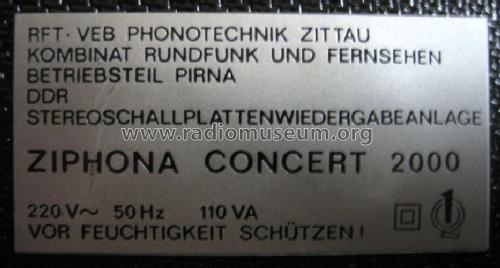 RFT · VEB PHONOTECHNIK ZITTAU
KOMBINAT RUNDFUNK UND FERNSEHEN
BETRIEBSTEIL PIRNA
DDR
STEREOSCHALLPLATTENWIEDERGABEANLAGE
www.radiomuseum.org
ZIPHONA CONCERT 2000
220 V~ 50 Hz 110 VA
1
VOR FEUCHTIGKEIT SCHÜTZEN!